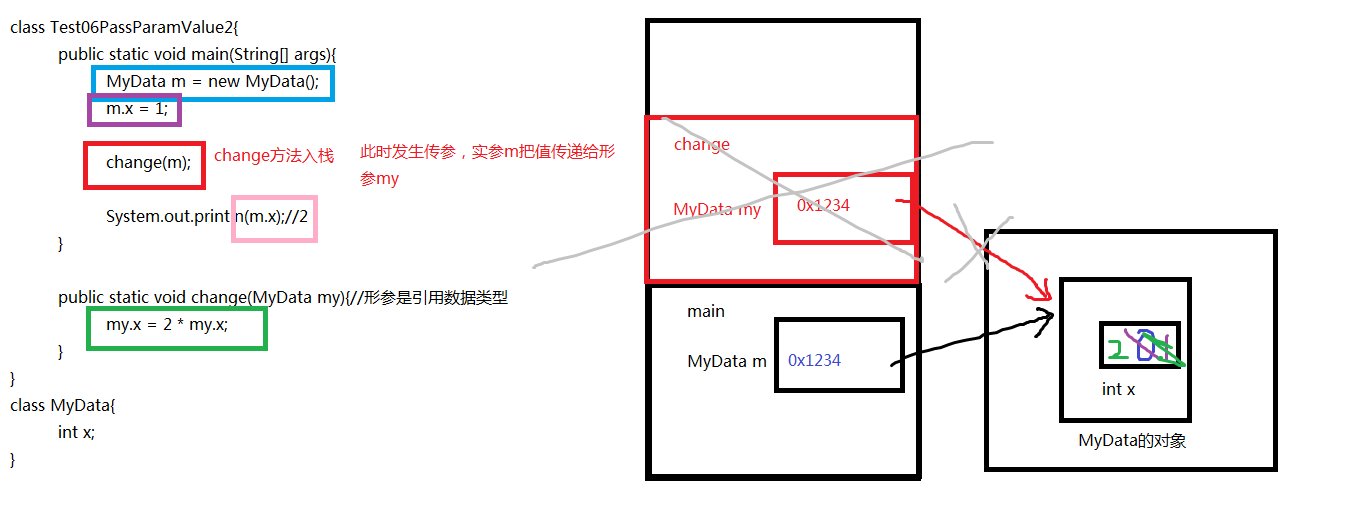 class Test06PassParamValue2{
public static void main(String[] args){
MyData m = new MyData();
m.x = 1;
change(m);
change方法入栈
此时发生传参，实参m把值传递给形
参my
System.out.println(m.x);//2
}
public static void change(MyData my){//形参是引用数据类型
my.x = 2 * my.x;
}
}
class MyData{
int x;
}
change
MyData my
0x1234
main
MyData m
0x1234
2 0 1
int x
MyData的对象